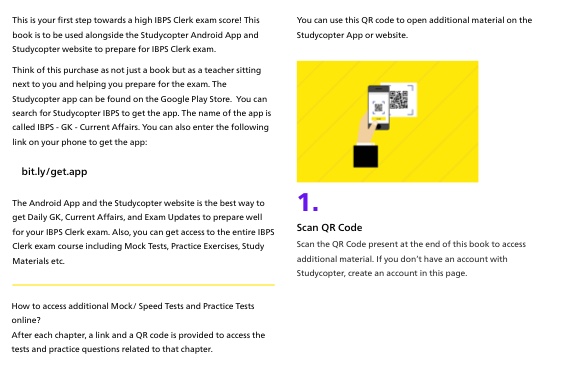 This is your first step towards a high IBPS Clerk exam score! This
book is to be used alongside the Studycopter Android App and
Studycopter website to prepare for IBPS Clerk exam.
Think of this purchase as not just a book but as a teacher sitting
next to you and helping you prepare for the exam. The
Studycopter app can be found on the Google Play Store. You can
search for Studycopter IBPS to get the app. The name of the app is
called IBPS - GK - Current Affairs. You can also enter the following
link on your phone to get the app:
bit.ly/get.app
The Android App and the Studycopter website is the best way to
get Daily GK, Current Affairs, and Exam Updates to prepare well
for your IBPS Clerk exam. Also, you can get access to the entire IBPS
Clerk exam course including Mock Tests, Practice Exercises, Study
Materials etc.
How to access additional Mock/ Speed Tests and Practice Tests
online?
After each chapter, a link and a QR code is provided to access the
tests and practice questions related to that chapter.
You can use this QR code to open additional material on the
Studycopter App or website.
1.
Scan QR Code
Scan the QR Code present at the end of this book to access
additional material. If you don't have an account with
Studycopter, create an account in this page.